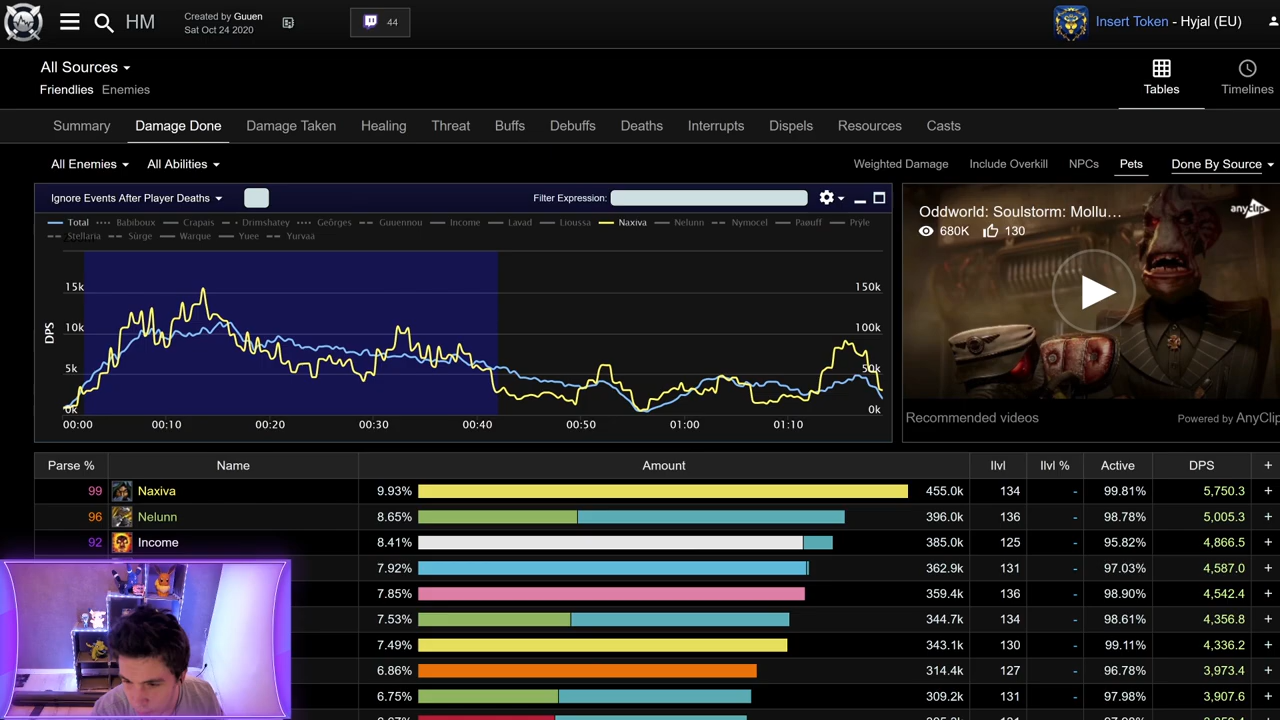 HM
Created by Guuen
Sat Oct 24 2020
44
Insert Token - Hyjal (EU)
All Sources
Friendlies Enemies
Tables
Timelines
Summary Damage Done Damage Taken Healing Threat Buffs Debuffs Deaths Interrupts Dispels Resources Casts
All Enemies All Abilities
Weighted Damage Include Overkill NPCs Pets Done By Source
Ignore Events After Player Deaths
Filter Expression:
Total Babiboux Crapais Drimshatey Geôrges Guuennou Income Lavad Lioussa Naxiva Nelunn Nymocel Paøuff Pryle
Stellana Sürge Warque Yuee Yurvaa
DPS
15k
10k
5k
0k
150k
100k
50k
0k
00:00 00:10 00:20 00:30 00:40 00:50 01:00 01:10
Oddworld: Soulstorm: Mollu...
680K 130
anyclip
Recommended videos
Powered by AnyClip
Parse % Name Amount Ilvl Ilvl % Active DPS +
99 Naxiva 9.93% 455.0k 134 - 99.81% 5,750.3 +
96 Nelunn 8.65% 396.0k 136 - 98.78% 5,005.3 +
92 Income 8.41% 385.0k 125 - 95.82% 4,866.5 +
7.92% 362.9k 131 - 97.03% 4,587.0 +
7.85% 359.4k 136 - 98.90% 4,542.4 +
7.53% 344.7k 134 - 98.61% 4,356.8 +
7.49% 343.1k 130 - 99.11% 4,336.2 +
6.86% 314.4k 127 - 96.78% 3,973.4 +
6.75% 309.2k 131 - 97.98% 3,907.6 +